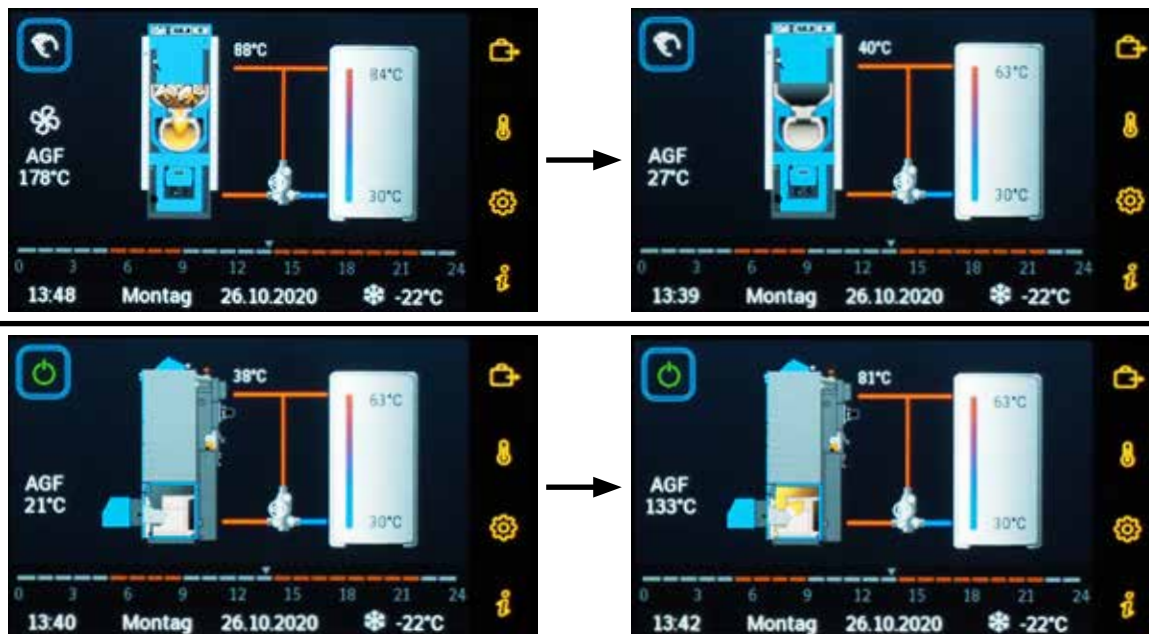 88°C
84°C
AGF
178°C
30°C
0 3 6 9 12 15 18 21 24
13:48 Montag 26.10.2020 -22°C
40°C
63°C
AGF
27°C
30°C
0 3 6 9 12 15 18 21 24
13:39 Montag 26.10.2020 -22°C
38°C
63°C
AGF
21°C
30°C
0 3 6 9 12 15 18 21 24
13:40 Montag 26.10.2020 -22°C
81°C
63°C
AGF
133°C
30°C
0 3 6 9 12 15 18 21 24
13:42 Montag 26.10.2020 -22°C